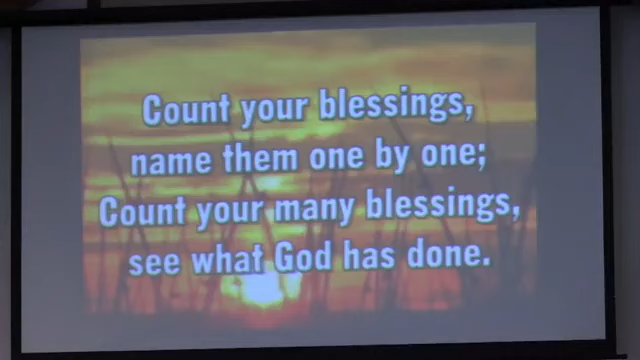 Count your blessings,
name them one by one;
Count your many blessings,
see what God has done.